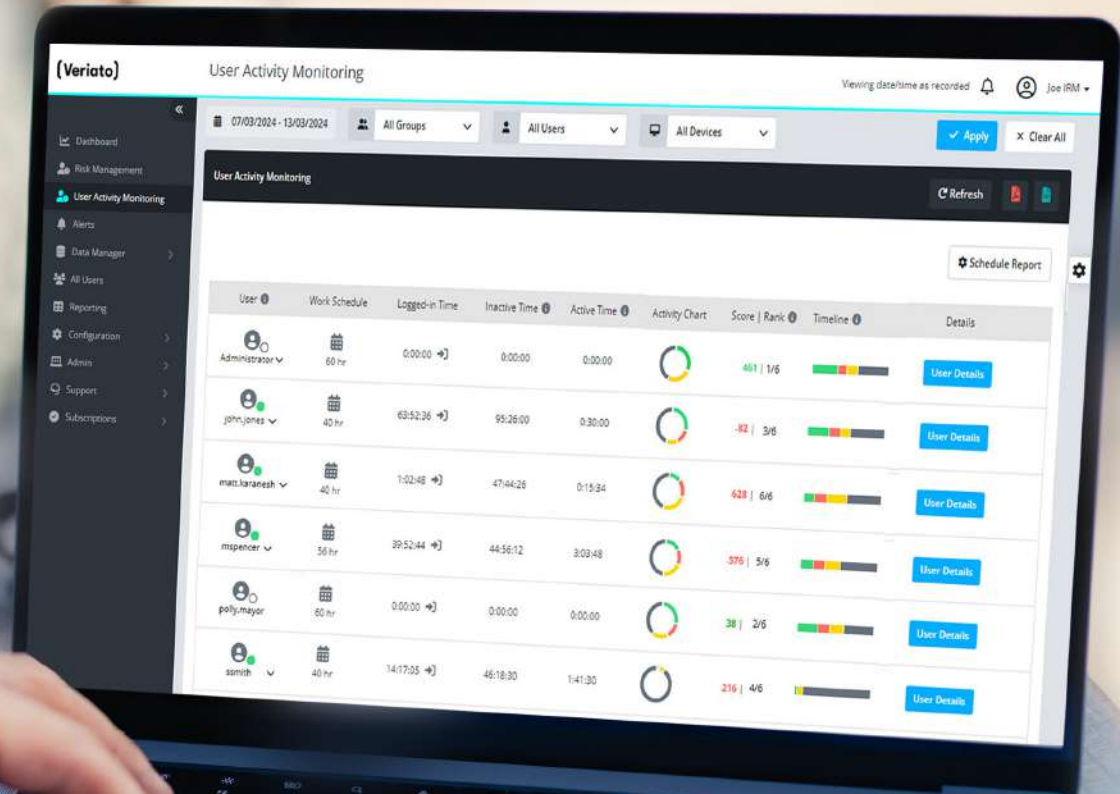 (Veriato)
User Activity Monitoring
Viewing date/time as recorded
Joe IRM
«
07/03/2024 - 13/03/2024
All Groups
All Users
All Devices
Apply
× Clear All
Dashboard
Risk Management
User Activity Monitoring
Alerts
Data Manager
All Users
Reporting
Configuration
Admin
Support
Subscriptions
User Activity Monitoring
Refresh
Schedule Report
User Work Schedule Logged-in Time Inactive Time Active Time Activity Chart Score | Rank Timeline Details
Administrator 60 hr 0:00:00 0:00:00 0:00:00 461 | 1/6 User Details
john.jones 40 hr 63:52:36 95:26:00 0:30:00 -82 | 3/6 User Details
matt.karanesh 40 hr 1:02:48 47:44:26 0:15:34 628 | 6/6 User Details
mspencer 56 hr 39:52:44 44:56:12 3:03:48 -576 | 5/6 User Details
polly.mayor 60 hr 0:00:00 0:00:00 0:00:00 38 | 2/6 User Details
ssmith 40 hr 14:17:05 46:18:30 1:41:30 216 | 4/6 User Details